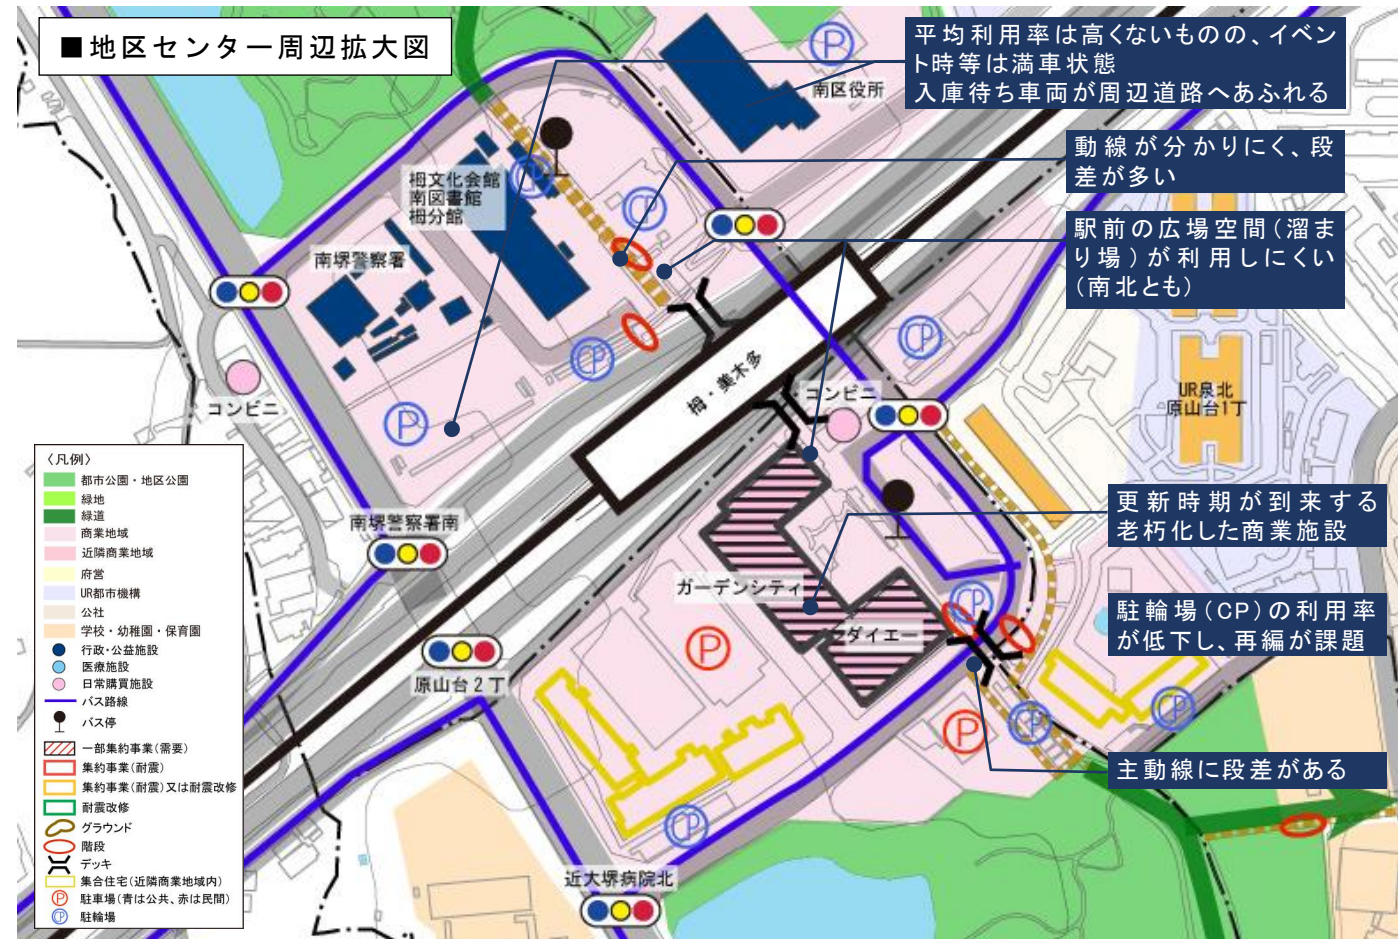 ■地区センター周辺拡大図
平均利用率は高くないものの、イベン
ト時等は満車状態
入庫待ち車両が周辺道路へあふれる
動線が分かりにく、段
差が多い
駅前の広場空間(溜ま
り場)が利用しにくい
(南北とも)
更新時期が到来する
老朽化した商業施設
駐輪場(CP)の利用率
が低下し、再編が課題
主動線に段差がある
P
南区役所
CP
栂文化会館
南図書館
栂分館
CP
南堺警察署
CP
CP
栂・美木多
コンビニ
コンビニ
P
UR泉北
原山台1丁
南堺警察署南
ガーデンシティ
ダイエー
CP
P
原山台2丁
P
CP
CP
CP
近大堺病院北
〈凡例〉
都市公園・地区公園
緑地
緑道
商業地域
近隣商業地域
府営
UR都市機構
公社
学校・幼稚園・保育園
行政・公益施設
医療施設
日常購買施設
バス路線
バス停
一部集約事業(需要)
集約事業(耐震)
集約事業(耐震)又は耐震改修
耐震改修
グラウンド
階段
デッキ
集合住宅(近隣商業地域内)
P 駐車場(青は公共、赤は民間)
CP 駐輪場